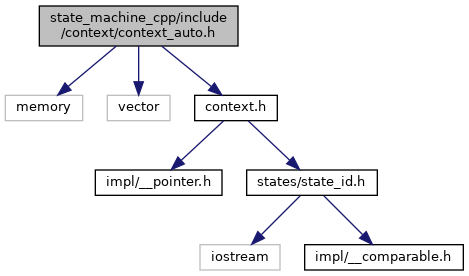 state_machine_cpp/include
/context/context_auto.h
memory
vector
context.h
impl/__pointer.h
states/state_id.h
iostream
impl/__comparable.h